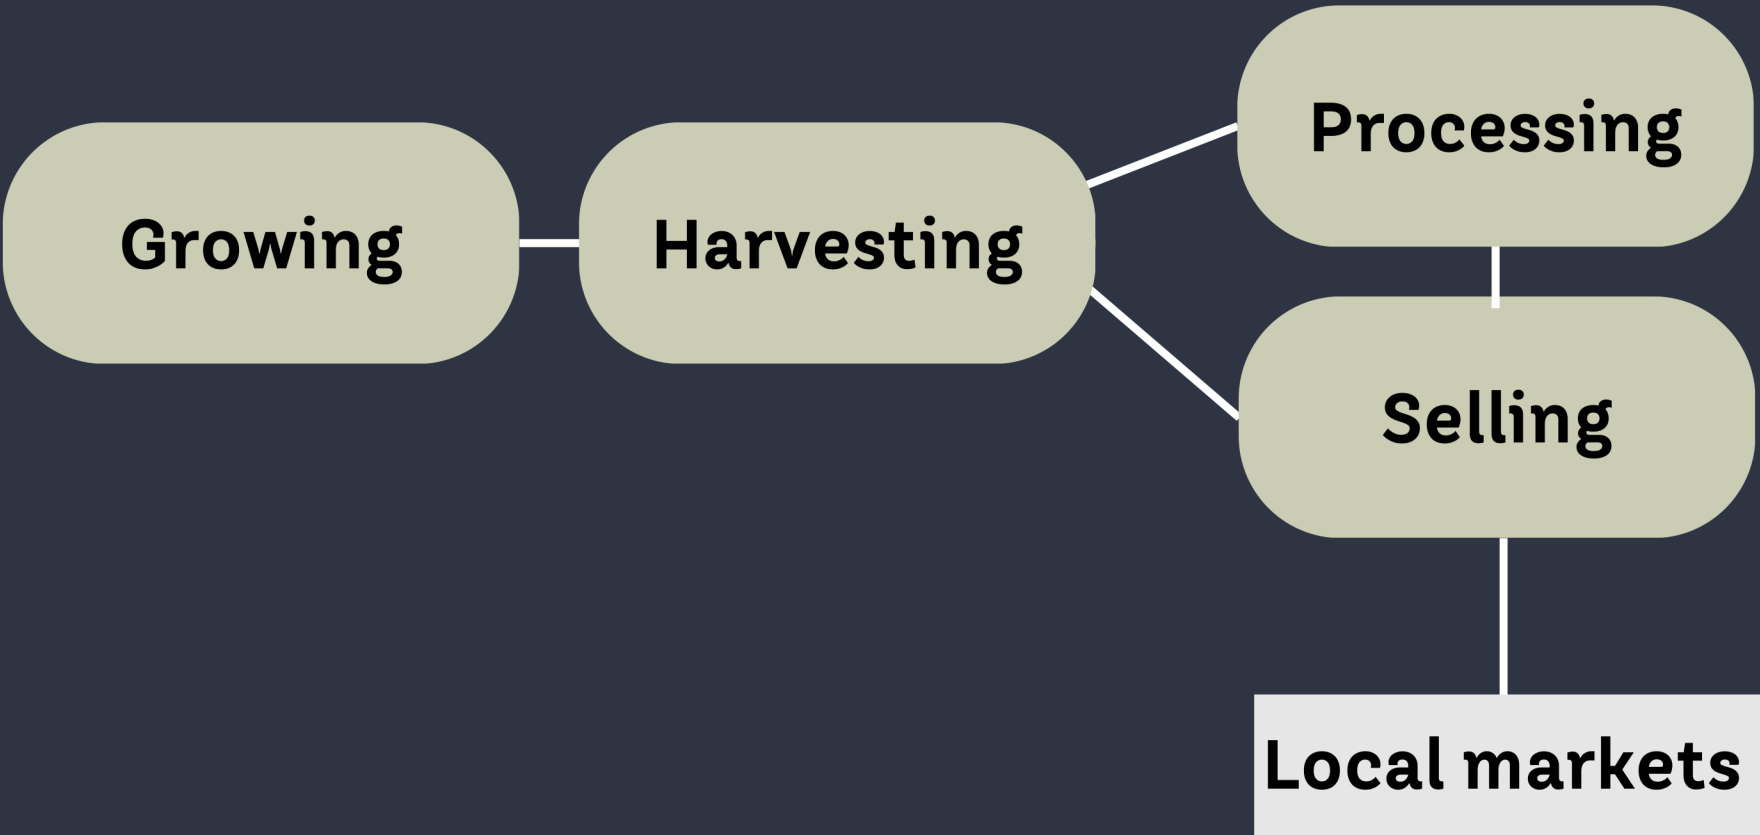 Growing
Harvesting
Processing
Selling
Local markets